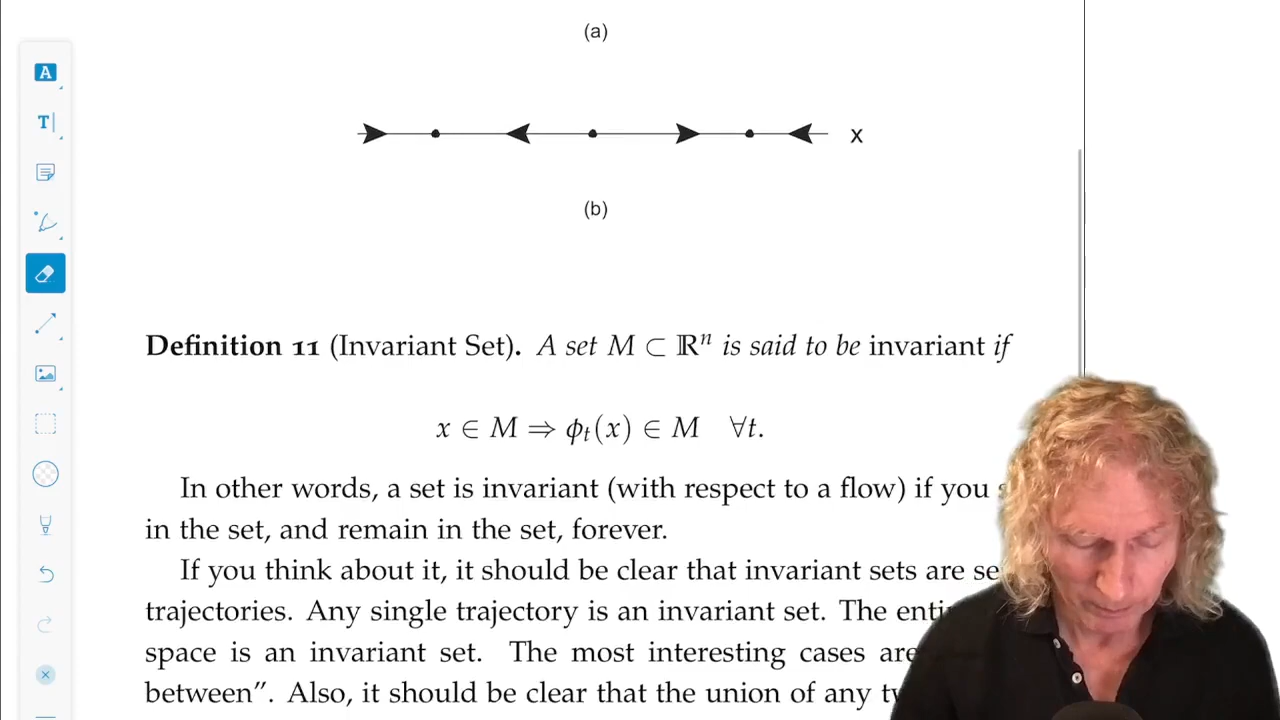 (a)
x
(b)
Definition 11 (Invariant Set). A set M ⊂ ℝⁿ is said to be invariant if
x ∈ M ⇒ ϕₜ(x) ∈ M ∀t.
In other words, a set is invariant (with respect to a flow) if you
in the set, and remain in the set, forever.
If you think about it, it should be clear that invariant sets are
trajectories. Any single trajectory is an invariant set. The
space is an invariant set. The most interesting cases are
between”. Also, it should be clear that the union of any
A
T